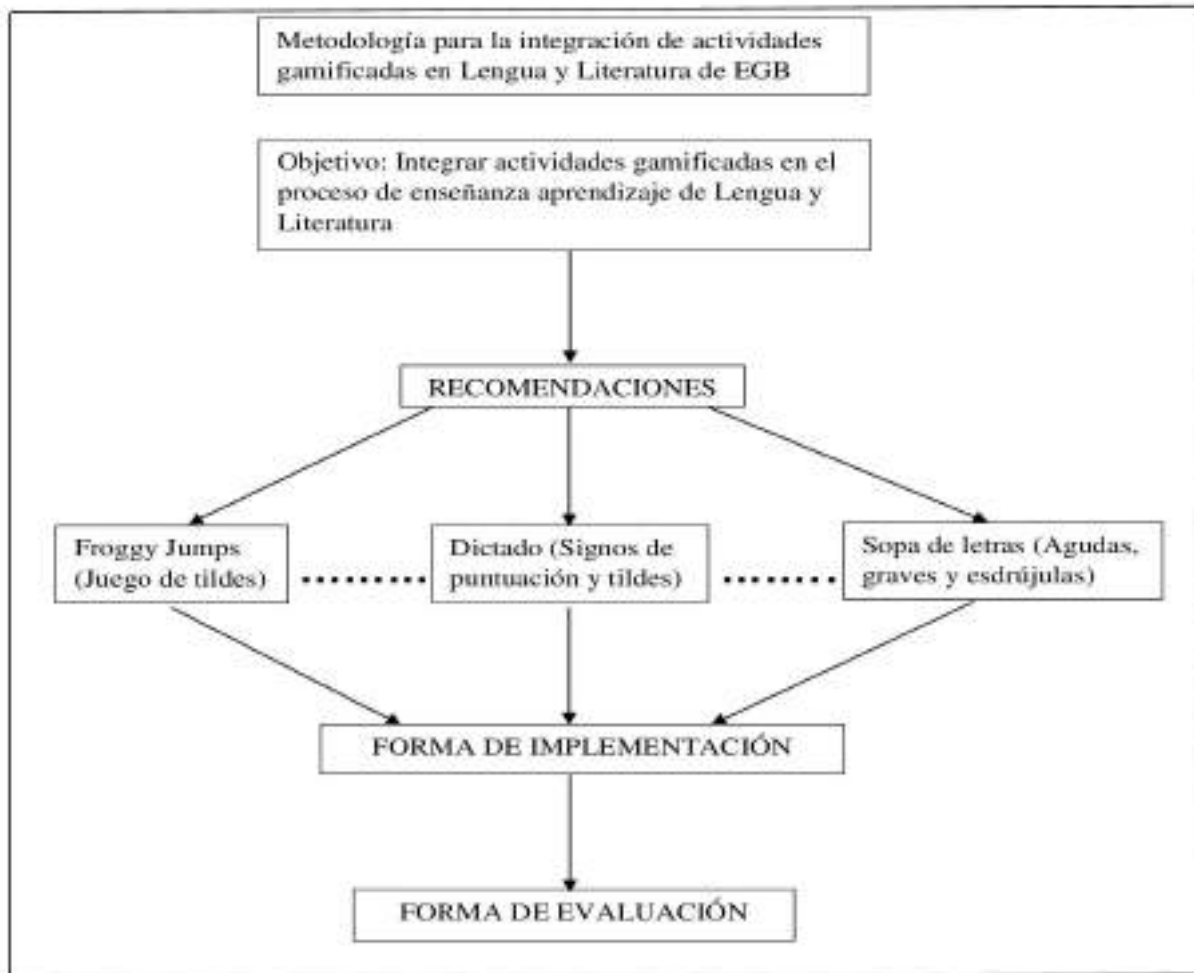 Metodología para la integración de actividades
gamificadas en Lengua y Literatura de EGB
Objetivo: Integrar actividades gamificadas en el
proceso de enseñanza aprendizaje de Lengua y
Literatura
RECOMENDACIONES
Froggy Jumps
(Juego de tildes)
Dictado (Signos de
puntuación y tildes)
Sopa de letras (Agudas,
graves y esdrújulas)
FORMA DE IMPLEMENTACIÓN
FORMA DE EVALUACIÓN